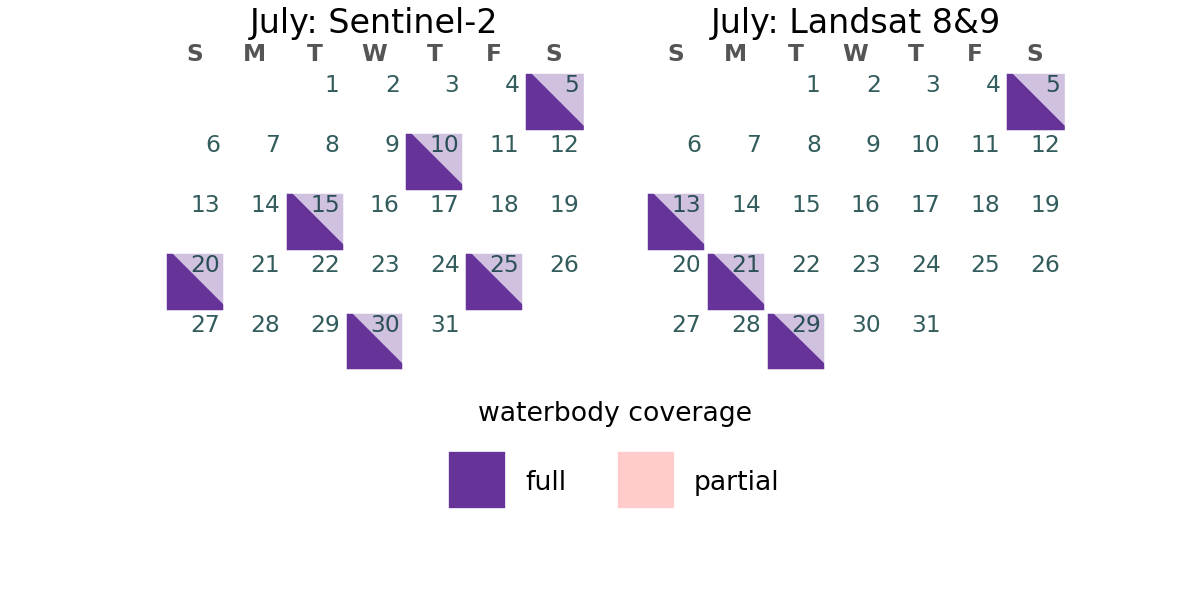 July: Sentinel-2
S M T W T F S
1 2 3 4 5
6 7 8 9 10 11 12
13 14 15 16 17 18 19
20 21 22 23 24 25 26
27 28 29 30 31
July: Landsat 8&9
S M T W T F S
1 2 3 4 5
6 7 8 9 10 11 12
13 14 15 16 17 18 19
20 21 22 23 24 25 26
27 28 29 30 31
waterbody coverage
full partial